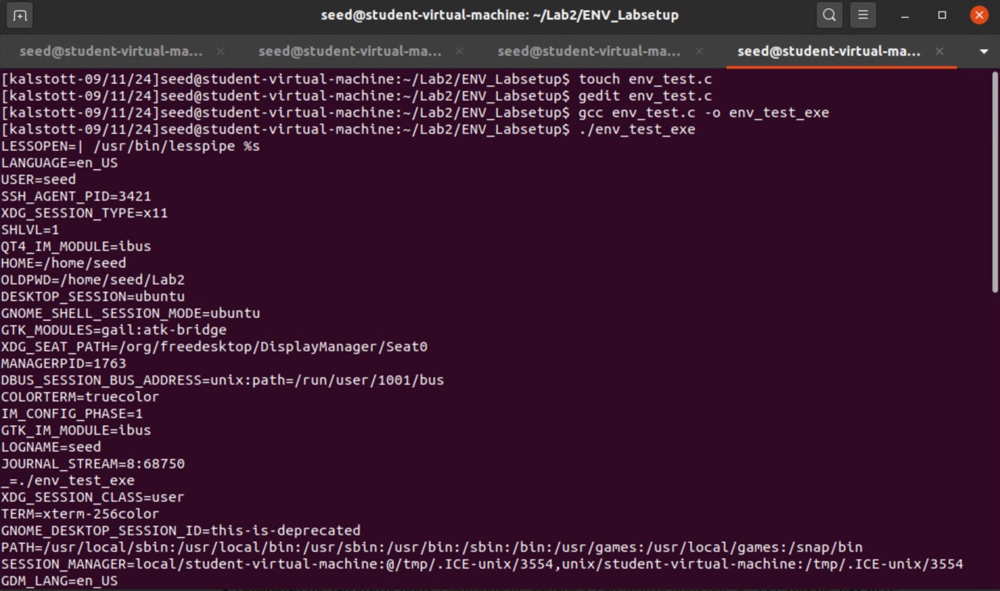 seed@student-virtual-machine: ~/Lab2/ENV_Labsetup
seed@student-virtual-ma... × seed@student-virtual-ma... × seed@student-virtual-ma... × seed@student-virtual-ma... ×
[kalstott-09/11/24]seed@student-virtual-machine:~/Lab2/ENV_Labsetup$ touch env_test.c
[kalstott-09/11/24]seed@student-virtual-machine:~/Lab2/ENV_Labsetup$ gedit env_test.c
[kalstott-09/11/24]seed@student-virtual-machine:~/Lab2/ENV_Labsetup$ gcc env_test.c -o env_test_exe
[kalstott-09/11/24]seed@student-virtual-machine:~/Lab2/ENV_Labsetup$ ./env_test_exe
LESSOPEN=| /usr/bin/lesspipe %s
LANGUAGE=en_US
USER=seed
SSH_AGENT_PID=3421
XDG_SESSION_TYPE=x11
SHLVL=1
QT4_IM_MODULE=ibus
HOME=/home/seed
OLDPWD=/home/seed/Lab2
DESKTOP_SESSION=ubuntu
GNOME_SHELL_SESSION_MODE=ubuntu
GTK_MODULES=gail:atk-bridge
XDG_SEAT_PATH=/org/freedesktop/DisplayManager/Seat0
MANAGERPID=1763
DBUS_SESSION_BUS_ADDRESS=unix:path=/run/user/1001/bus
COLORTERM=truecolor
IM_CONFIG_PHASE=1
GTK_IM_MODULE=ibus
LOGNAME=seed
JOURNAL_STREAM=8:68750
_=./env_test_exe
XDG_SESSION_CLASS=user
TERM=xterm-256color
GNOME_DESKTOP_SESSION_ID=this-is-deprecated
PATH=/usr/local/sbin:/usr/local/bin:/usr/sbin:/usr/bin:/sbin:/bin:/usr/games:/usr/local/games:/snap/bin
SESSION_MANAGER=local/student-virtual-machine:@/tmp/.ICE-unix/3554,unix/student-virtual-machine:/tmp/.ICE-unix/3554
GDM_LANG=en_US